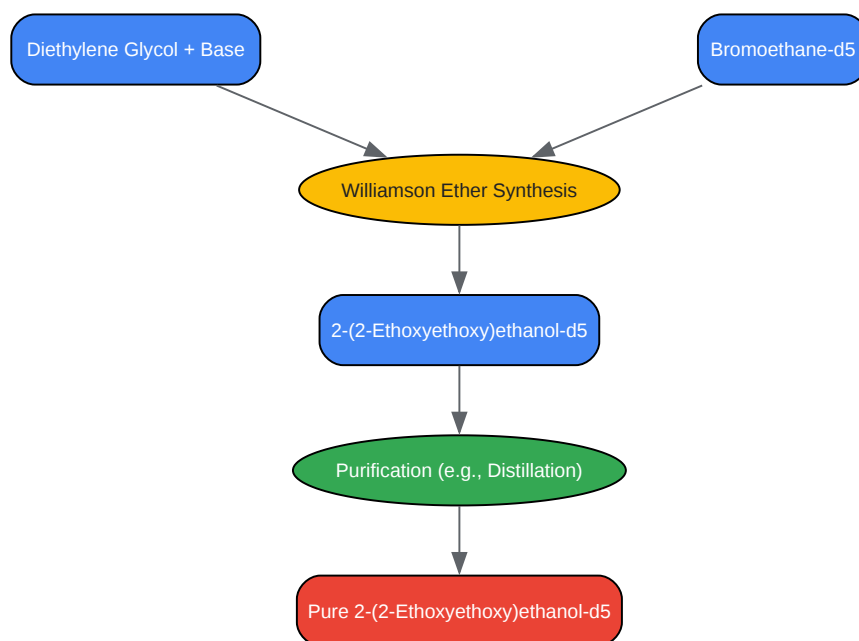 Diethylene Glycol + Base
Bromoethane-d5
Williamson Ether Synthesis
2-(2-Ethoxyethoxy)ethanol-d5
Purification (e.g., Distillation)
Pure 2-(2-Ethoxyethoxy)ethanol-d5